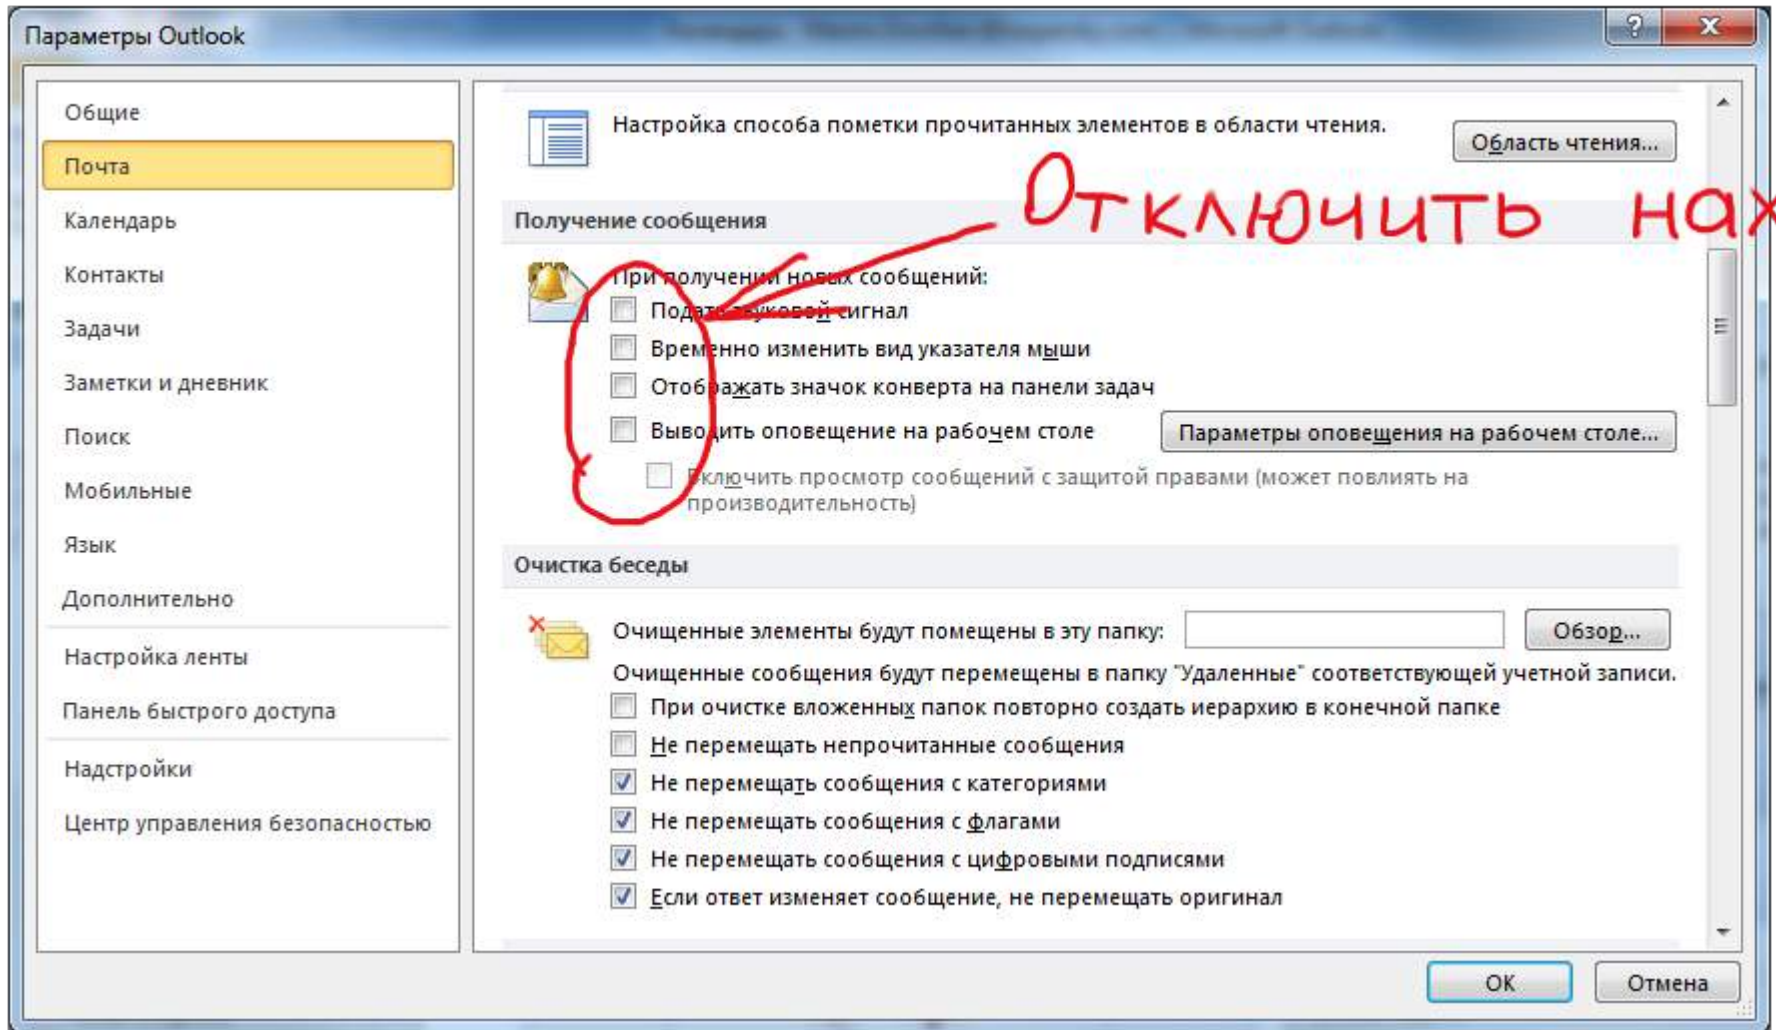 Параметры Outlook
Общие
Почта
Календарь
Контакты
Задачи
Заметки и дневник
Поиск
Мобильные
Язык
Дополнительно
Настройка ленты
Панель быстрого доступа
Надстройки
Центр управления безопасностью
Настройка способа пометки прочитанных элементов в области чтения.
Область чтения...
Отключить нах
Получение сообщения
При получении новых сообщений:
Подать звуковой сигнал
Временно изменить вид указателя мыши
Отображать значок конверта на панели задач
Выводить оповещение на рабочем столе
Параметры оповещения на рабочем столе...
Включить просмотр сообщений с защитой правами (может повлиять на
производительность)
Очистка беседы
Очищенные элементы будут помещены в эту папку:
Обзор...
Очищенные сообщения будут перемещены в папку "Удаленные" соответствующей учетной записи.
При очистке вложенных папок повторно создать иерархию в конечной папке
Не перемещать непрочитанные сообщения
Не перемещать сообщения с категориями
Не перемещать сообщения с флагами
Не перемещать сообщения с цифровыми подписями
Если ответ изменяет сообщение, не перемещать оригинал
ОК
Отмена